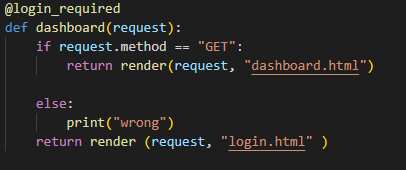 @login_required
def dashboard(request):
    if request.method == "GET":
        return render(request, "dashboard.html")
    else:
        print("wrong")
    return render (request, "login.html" )